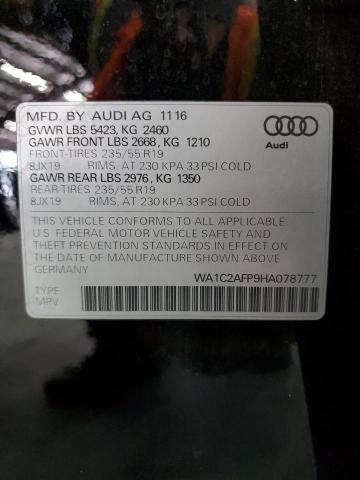 MFD. BY AUDI AG 11 16
GVWR LBS 5423, KG 2460
GAWR FRONT LBS 2668, KG 1210
FRONT-TIRES 235/55 R19
8JX19 RIMS, AT 230 KPA 33 PSI COLD
GAWR REAR LBS 2976, KG 1350
REAR-TIRES 235/55 R19
8JX19 RIMS, AT 230 KPA 33 PSI COLD
Audi
THIS VEHICLE CONFORMS TO ALL APPLICABLE
U.S. FEDERAL MOTOR VEHICLE SAFETY AND
THEFT PREVENTION STANDARDS IN EFFECT ON
THE DATE OF MANUFACTURE SHOWN ABOVE
GERMANY
WA1C2AFP9HA078777
TYPE:
MPV